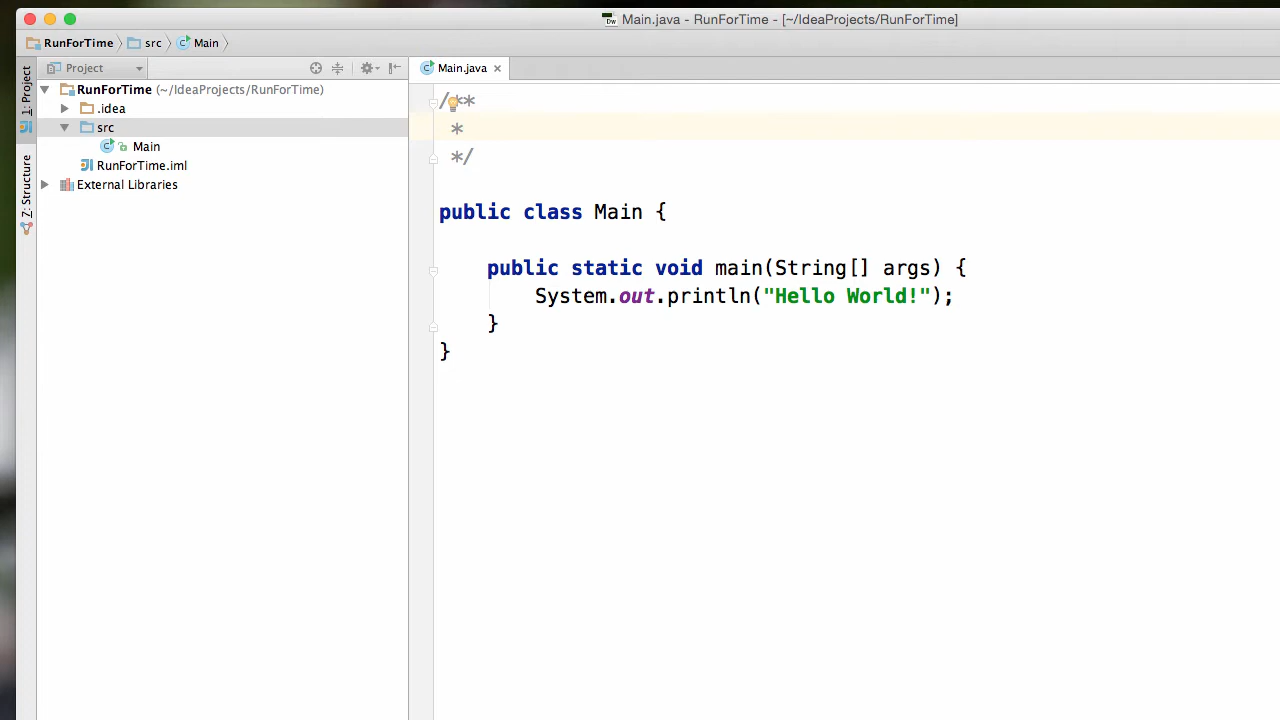 Main.java - RunForTime - [~/IdeaProjects/RunForTime]
RunForTime src Main
1: Project
Project
Main.java
RunForTime (~/IdeaProjects/RunForTime)
.idea
src
Main
RunForTime.iml
External Libraries
Z: Structure
/**
*
*/
public class Main {
public static void main(String[] args) {
System.out.println("Hello World!");
}
}